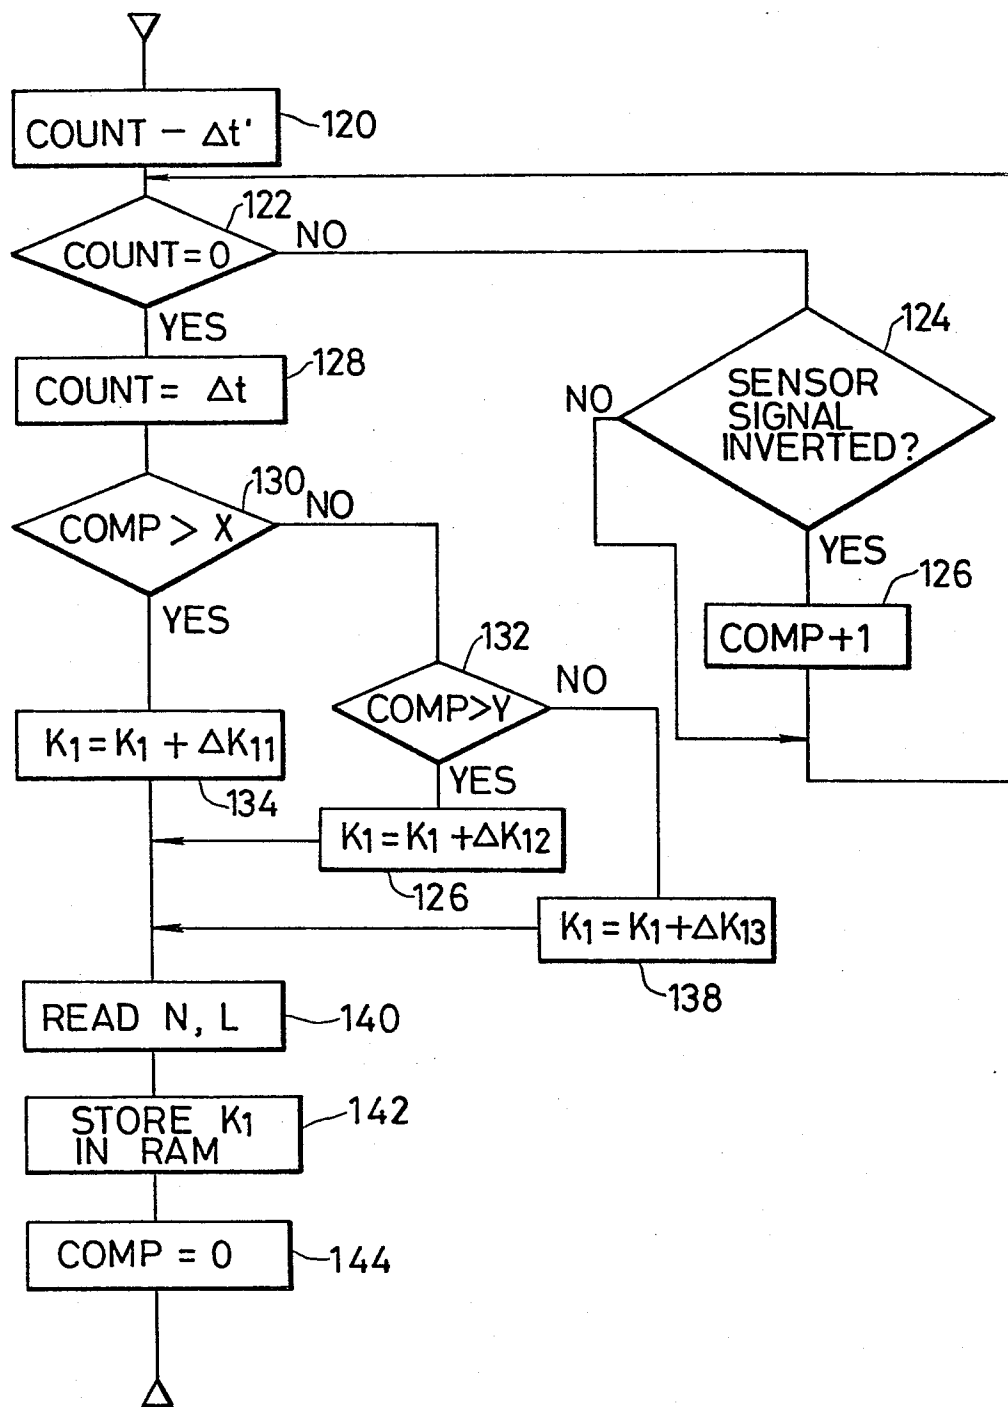 COUNT - Δt'
120
122
COUNT=0
NO
YES
124
SENSOR
SIGNAL
INVERTED?
NO
YES
128
COUNT= Δt
130
COMP > X
NO
YES
126
COMP+1
132
COMP>Y
NO
YES
K1=K1 + ΔK11
134
K1=K1 +ΔK12
126
K1=K1+ΔK13
138
READ N, L
140
STORE K1
IN RAM
142
COMP = 0
144